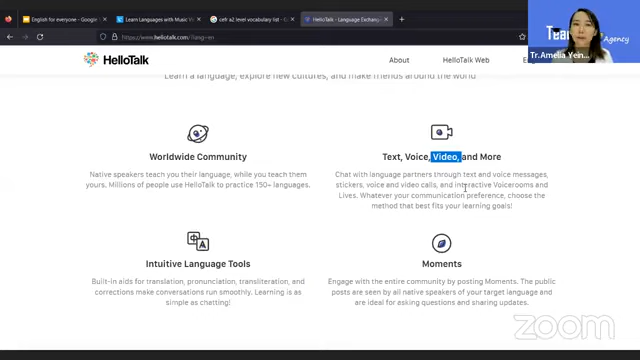 English for everyone - Google
Learn Languages with Music V
cefr a2 level vocabulary list - G
HelloTalk - Language Exchange
https://www.hellotalk.com/?lang=en
HelloTalk
About
HelloTalk Web
Tea
Agency
Tr.Amelia Yein...
Learn a language, explore new cultures, and make friends around the world
Worldwide Community
Native speakers teach you their language, while you teach them
yours. Millions of people use HelloTalk to practice 150+ languages.
Text, Voice, Video, and More
Chat with language partners through text and voice messages,
stickers, voice and video calls, and interactive Voicerooms and
Lives. Whatever your communication preference, choose the
method that best fits your learning goals!
Intuitive Language Tools
Built-in aids for translation, pronunciation, transliteration, and
corrections make conversations run smoothly. Learning is as
simple as chatting!
Moments
Engage with the entire community by posting Moments. The public
posts are seen by all native speakers of your target language and
are ideal for asking questions and sharing updates.
zoom